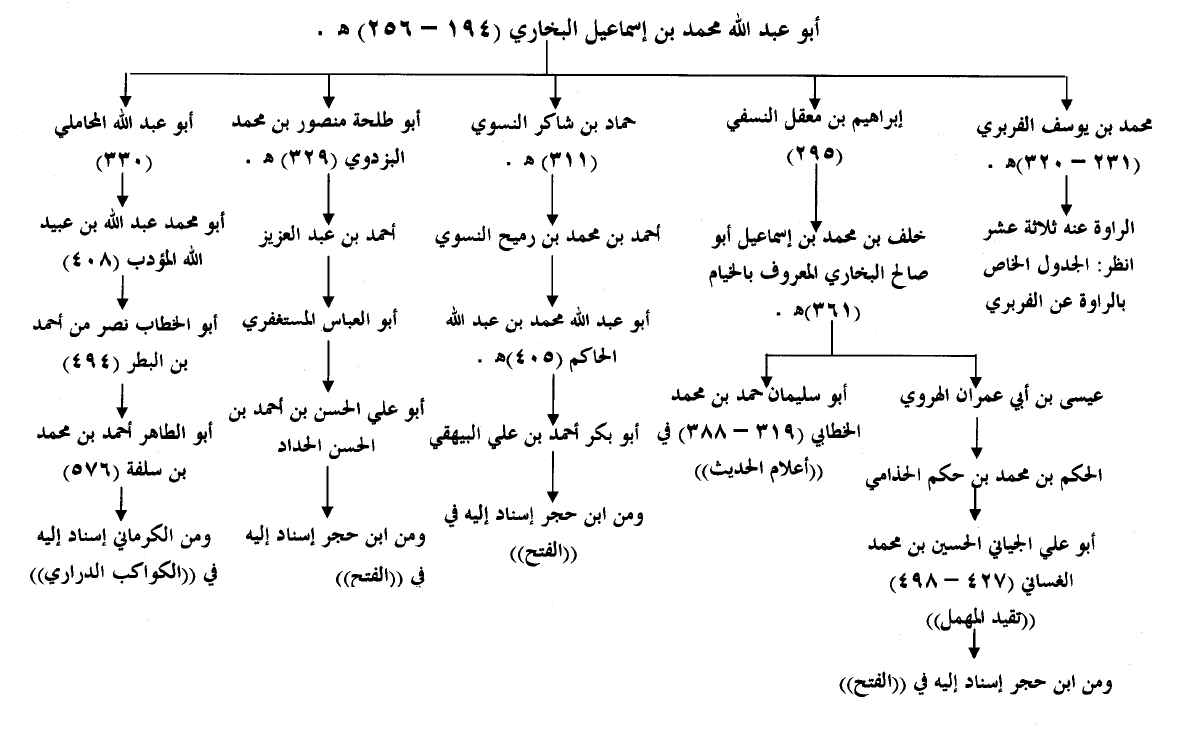 أبو عبد الله محمد بن إسماعيل البخاري (١٩٤ – ٢٥٦) هـ .
محمد بن يوسف الفربري
(٢٣١ – ٣٢٠)هـ .
الراوة عنه ثلاثة عشر
انظر: الجدول الخاص
بالراوة عن الفربري
إبراهيم بن معقل النسفي
(٢٩٥)
خلف بن محمد بن إسماعيل أبو
صالح البخاري المعروف بالخيام
(٣٦١)هـ .
عيسى بن أبي عمران الهروي
الحكم بن محمد بن حكم الحذامي
أبو علي الجياني الحسين بن محمد
الغساني (٤٢٧ – ٤٩٨)
((تقيد المهمل))
ومن ابن حجر إسناد إليه في ((الفتح))
أبو سليمان حمد بن محمد
الخطابي (٣١٩ – ٣٨٨) في
((أعلام الحديث))
حماد بن شاكر النسوي
(٣١١) هـ .
أحمد بن محمد بن رميح النسوي
أبو عبد الله محمد بن عبد الله
الحاكم (٤٠٥)هـ .
أبو بكر أحمد بن علي البيهقي
ومن ابن حجر إسناد إليه في
((الفتح))
أبو طلحة منصور بن محمد
البزدوي (٣٢٩) هـ .
أحمد بن عبد العزيز
أبو العباس المستغفري
أبو علي الحسن بن أحمد بن
الحسن الحداد
ومن ابن حجر إسناد إليه
في ((الفتح))
أبو عبد الله المحاملي
(٣٣٠)
أبو محمد عبد الله بن عبيد
الله المؤدب (٤٠٨)
أبو الخطاب نصر من أحمد
بن البطر (٤٩٤)
أبو الطاهر أحمد بن محمد
بن سلفة (٥٧٦)
ومن الكرماني إسناد إليه
في ((الكواكب الدراري))